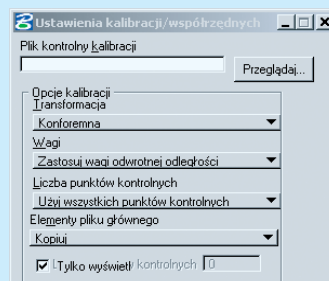 Ustawienia kalibracji/współrzędnych
Plik kontrolny kalibracji
Przeglądaj...
Opcje kalibracji
Transformacja
Konforemna
Wagi
Zastosuj wagi odwrotnej odległości
Liczba punktów kontrolnych
Użyj wszystkich punktów kontrolnych
Elementy pliku głównego
Kopiuj
Tylko wyświetl kontrolnych 0